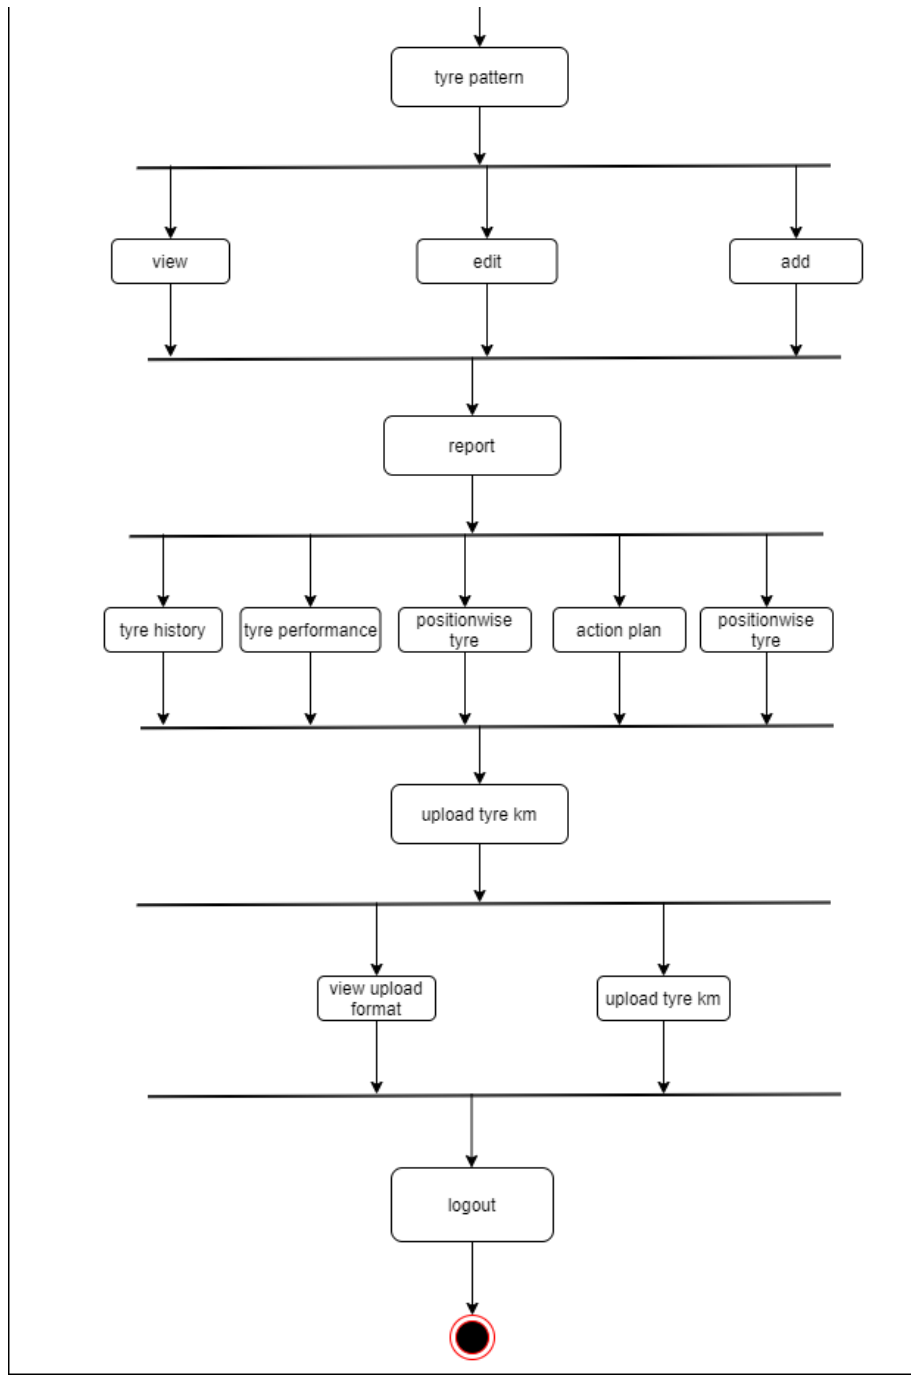 tyre pattern
view
edit
add
report
tyre history
tyre performance
positionwise
tyre
action plan
positionwise
tyre
upload tyre km
view upload
format
upload tyre km
logout